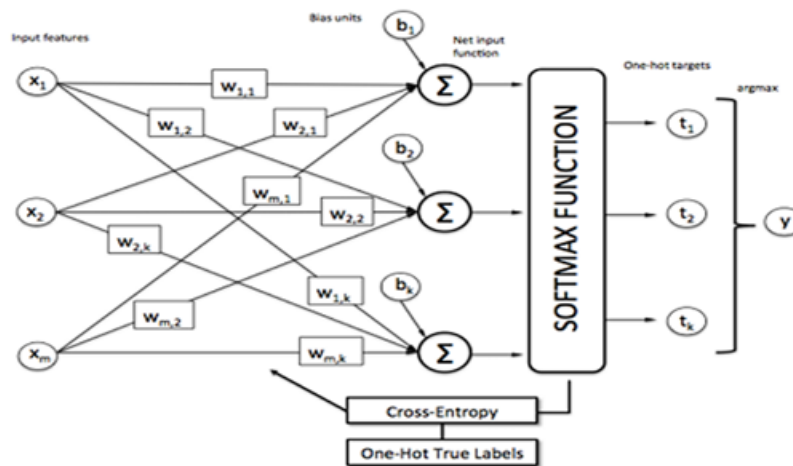 Input features
Bias units
b1
Net input
function
One-hot targets
argmax
x1
w1,1
Σ
w1,2
w2,1
t1
b2
wm,1
x2
w2,2
Σ
SOFTMAX FUNCTION
t2
y
w2,k
bk
w1,k
wm,2
tk
xm
wm,k
Σ
Cross-Entropy
One-Hot True Labels